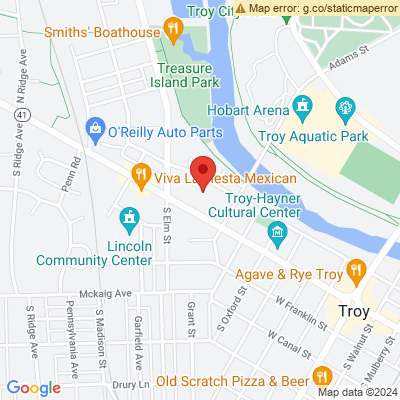 Map error: g.co/staticmaperror
Troy City
Smiths' Boathouse
Adams St
N Ridge Ave
Treasure
Island Park
Hobart Arena
41
O'Reilly Auto Parts
Troy Aquatic Park
S Ridge Ave
Penn Rd
Viva La Fiesta Mexican
Troy-Hayner
Cultural Center
S Elm St
Lincoln
Community Center
Agave & Rye Troy
Mckaig Ave
Troy
W Franklin St
S Ridge Ave
Pennsylvania Ave
S Madison St
Garfield Ave
Grant St
S Oxford St
W Canal St
S Walnut St
S Mulberry St
Drury Ln
Old Scratch Pizza & Beer
Google
Map data ©2024